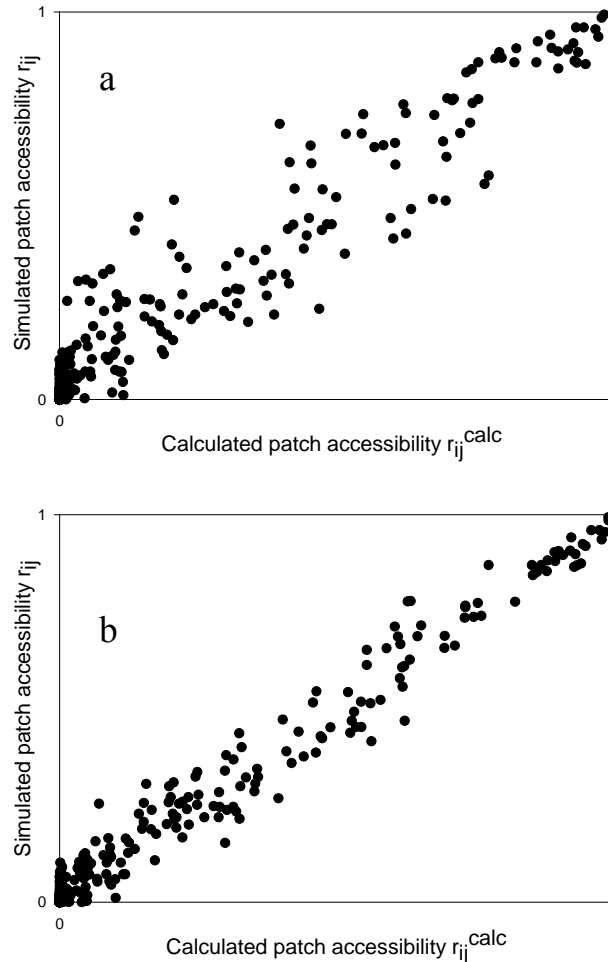 1
a
Simulated patch accessibility rij
0
0
Calculated patch accessibility rijcalc
1
b
Simulated patch accessibility rij
0
0
Calculated patch accessibility rijcalc